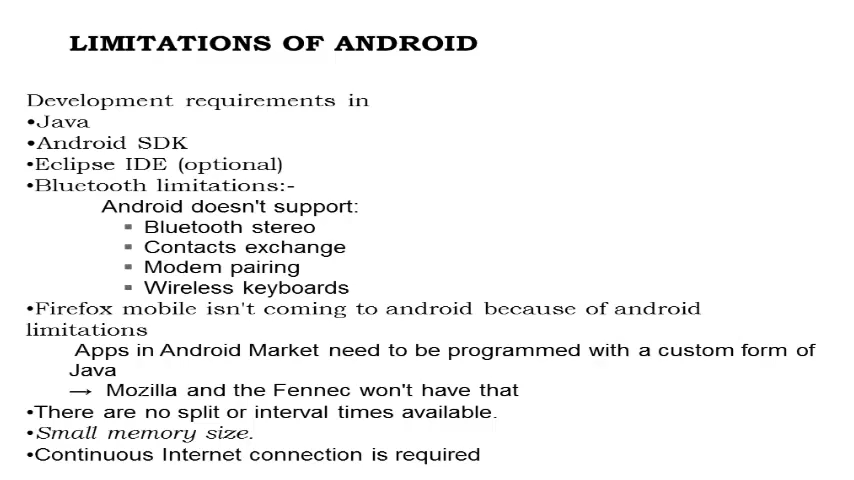 LIMITATIONS OF ANDROID
Development requirements in
•Java
•Android SDK
•Eclipse IDE (optional)
•Bluetooth limitations:-
Android doesn't support:
▪ Bluetooth stereo
▪ Contacts exchange
▪ Modem pairing
▪ Wireless keyboards
•Firefox mobile isn't coming to android because of android
limitations
Apps in Android Market need to be programmed with a custom form of
Java
→ Mozilla and the Fennec won't have that
•There are no split or interval times available.
•Small memory size.
•Continuous Internet connection is required